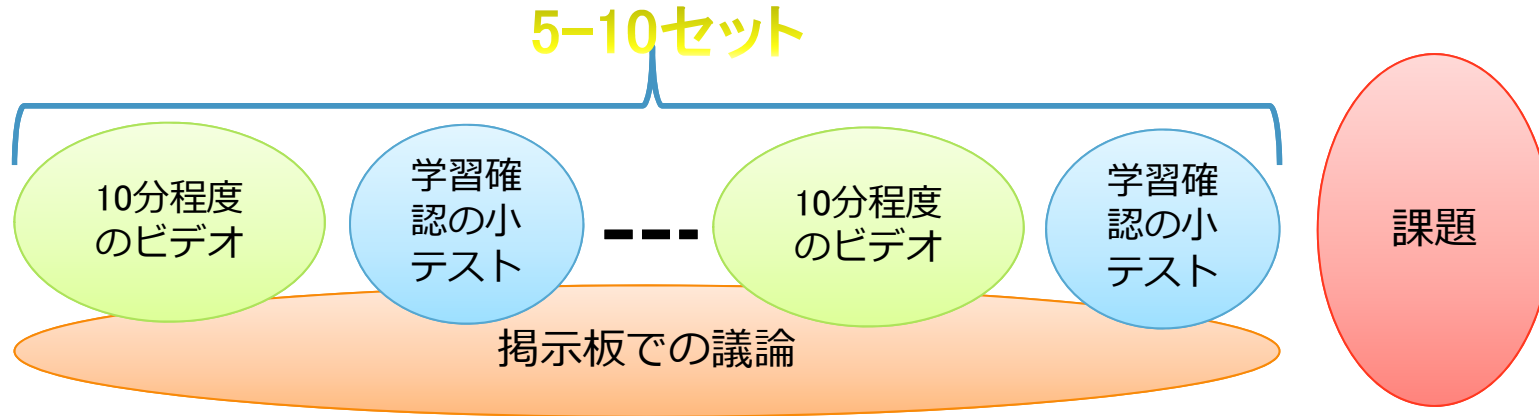 5-10セット
10分程度
のビデオ
学習確
認の小
テスト
10分程度
のビデオ
学習確
認の小
テスト
課題
掲示板での議論